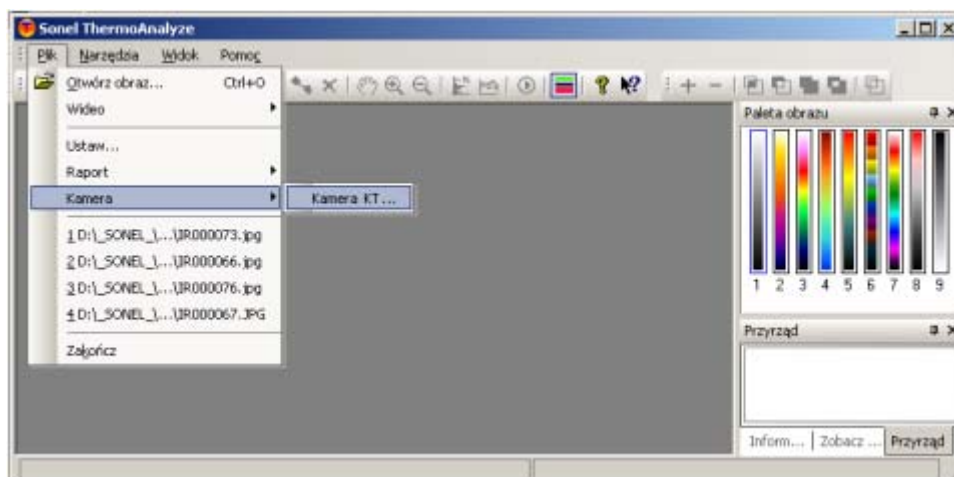 Sonel ThermoAnalyze
Plik Narzędzia Widok Pomoc
Otwórz obraz... Ctrl+O
Wideo
Ustaw...
Raport
Kamera
Kamera KT...
1 D:\_SONEL_\...\IR000073.jpg
2 D:\_SONEL_\...\IR000066.jpg
3 D:\_SONEL_\...\IR000076.jpg
4 D:\_SONEL_\...\IR000067.JPG
Zakończ
Paleta obrazu
1 2 3 4 5 6 7 8 9
Przyrząd
Inform... Zobacz ... Przyrząd